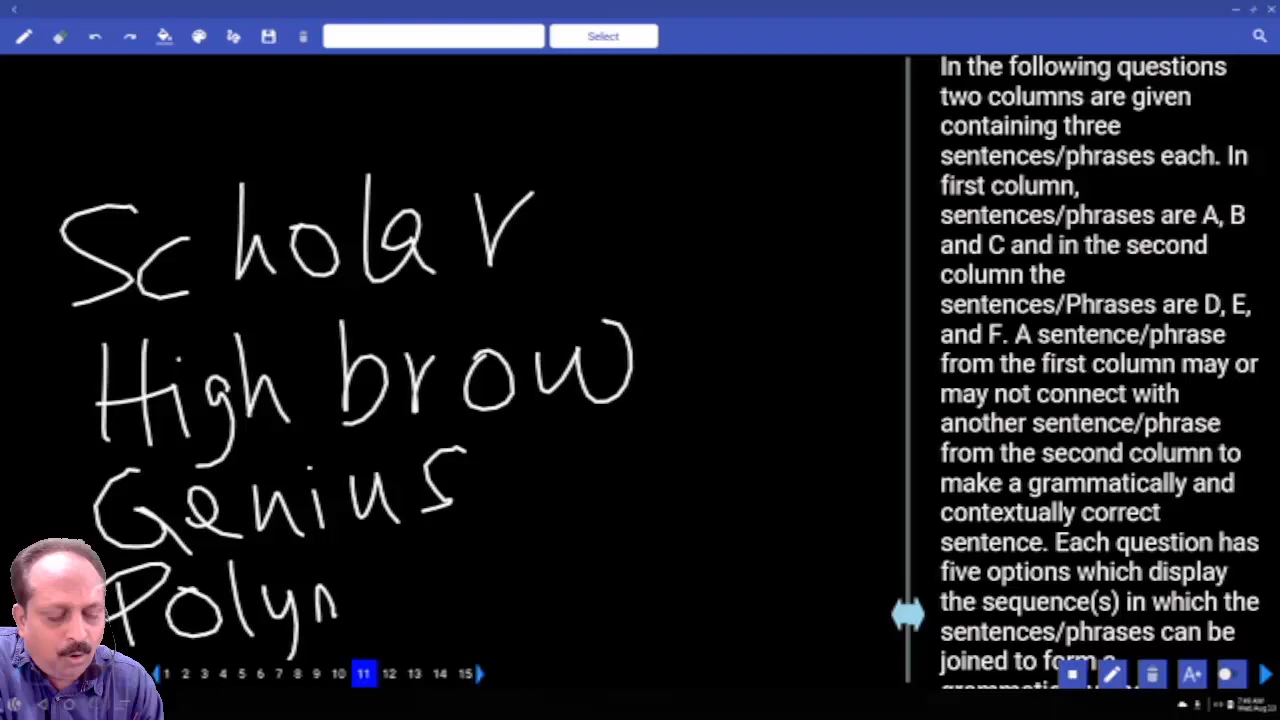 Select
In the following questions
two columns are given
containing three
sentences/phrases each. In
first column,
sentences/phrases are A, B
and C and in the second
column the
sentences/Phrases are D, E,
and F. A sentence/phrase
from the first column may or
may not connect with
another sentence/phrase
from the second column to
make a grammatically and
contextually correct
sentence. Each question has
five options which display
the sequence(s) in which the
sentences/phrases can be
joined to form a
Scholar
High brow
Genius
Polyn
1 2 3 4 5 6 7 8 9 10 11 12 13 14 15
A+